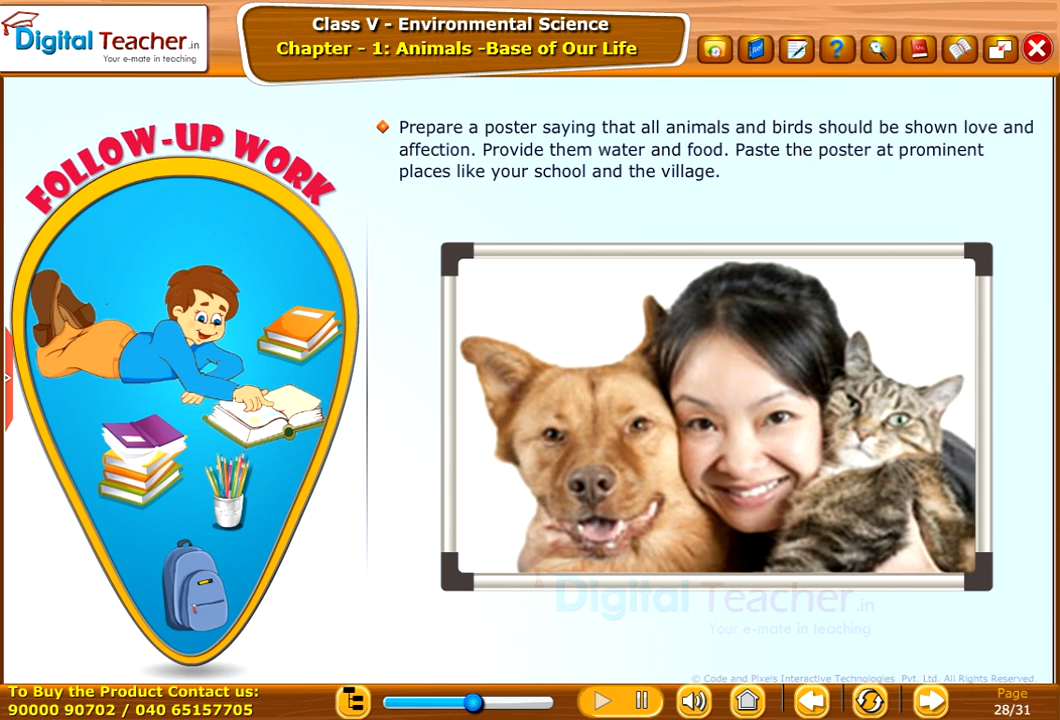 Digital Teacher.in
Your e-mate in teaching
Class V - Environmental Science
Chapter - 1: Animals -Base of Our Life
FOLLOW-UP WORK
Prepare a poster saying that all animals and birds should be shown love and
affection. Provide them water and food. Paste the poster at prominent
places like your school and the village.
Digital Teacher.in
Your e-mate in teaching
© Code and Pixels Interactive Technologies Pvt. Ltd. All Rights Reserved.
To Buy the Product Contact us:
90000 90702 / 040 65157705
Page
28/31